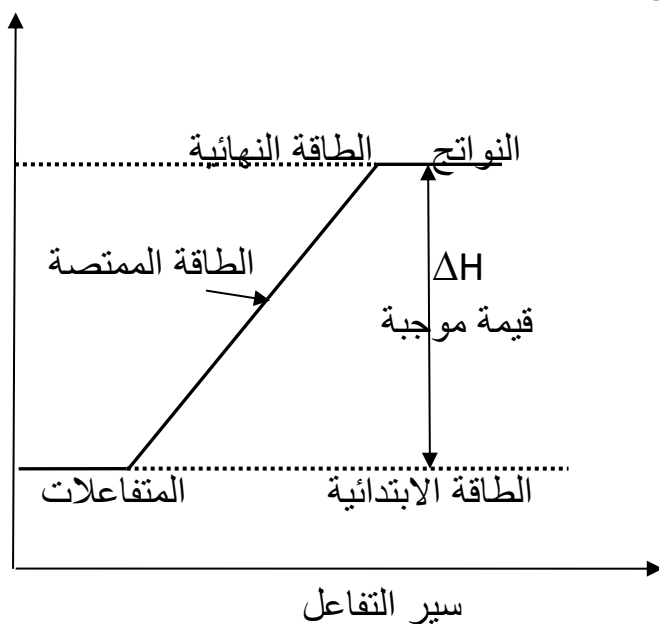 النواتج
الطاقة النهائية
الطاقة الممتصة
ΔH
قيمة موجبة
المتفاعلات
الطاقة الابتدائية
سير التفاعل